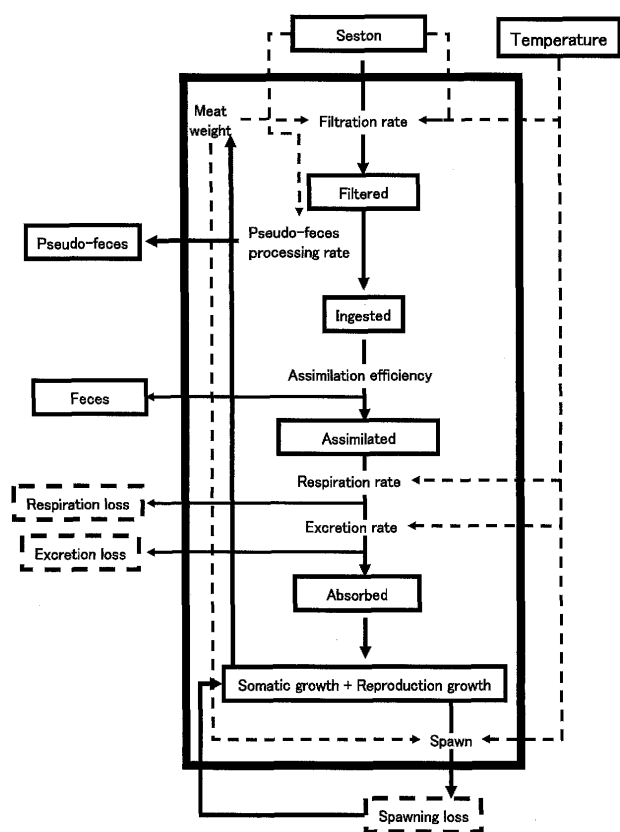 Seston
Temperature
Meat
weight
Filtration rate
Filtered
Pseudo-feces
Pseudo-feces
processing rate
Ingested
Assimilation efficiency
Feces
Assimilated
Respiration rate
Respiration loss
Excretion rate
Excretion loss
Absorbed
Somatic growth + Reproduction growth
Spawn
Spawning loss